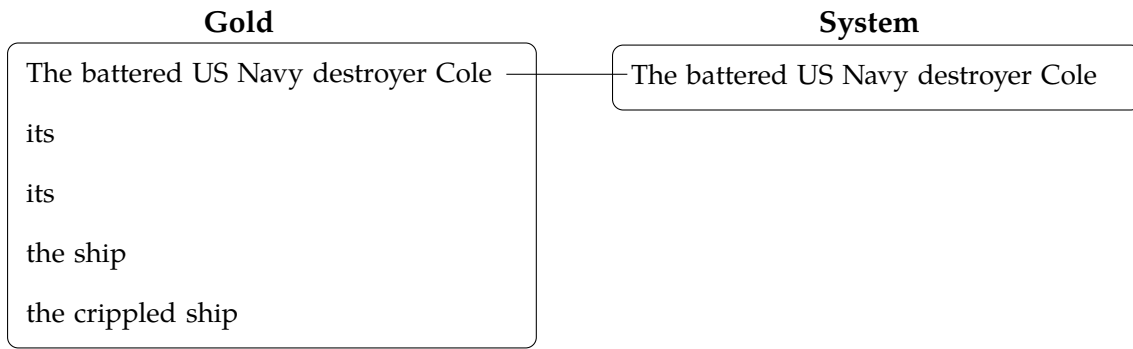 Gold
System
The battered US Navy destroyer Cole
The battered US Navy destroyer Cole
its
its
the ship
the crippled ship